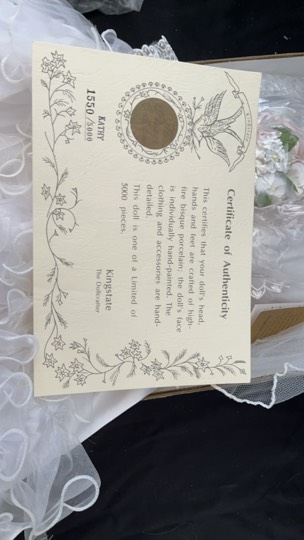 Certificate of Authenticity
This certifies that your doll's head,
hands and feet are crafted of high-
fire bisque porcelain; the doll's face
is individually hand-painted. The
clothing and accessories are hand-
detailed.
This doll is one of a Limited of
5000 pieces.
KATHY
1550/5000
Kingstate
The Dollcrafter